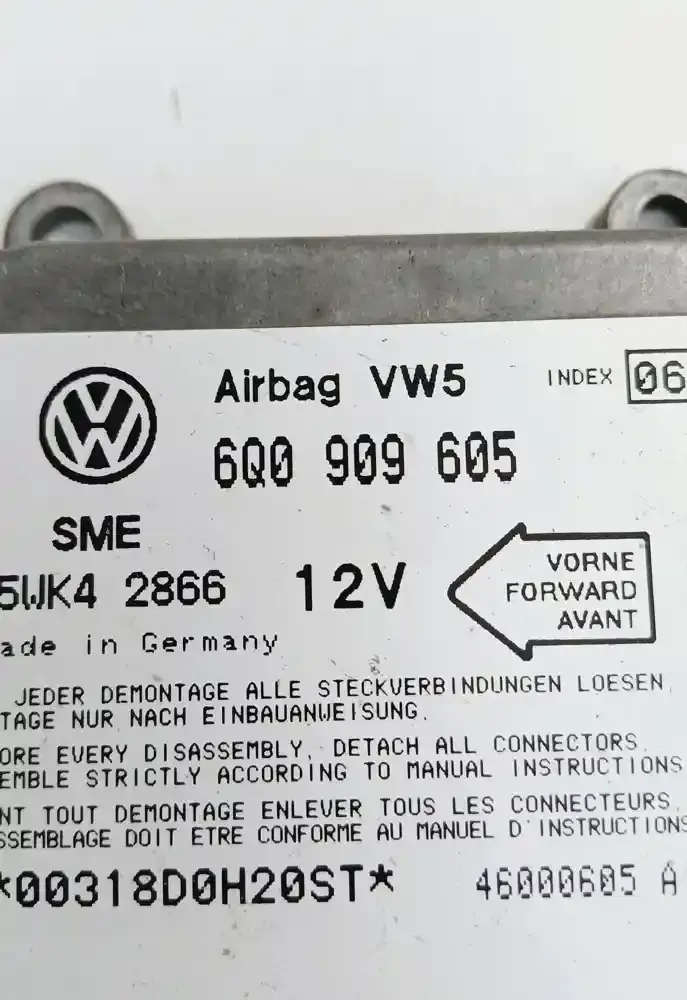 Airbag VW5 INDEX 06
6Q0 909 605
SME
5WK4 2866 12V
VORNE
FORWARD
AVANT
ade in Germany
JEDER DEMONTAGE ALLE STECKVERBINDUNGEN LOESEN
TAGE NUR NACH EINBAUANWEISUNG.
ORE EVERY DISASSEMBLY, DETACH ALL CONNECTORS.
EMBLE STRICTLY ACCORDING TO MANUAL INSTRUCTIONS
NT TOUT DEMONTAGE ENLEVER TOUS LES CONNECTEURS.
SSEMBLAGE DOIT ETRE CONFORME AU MANUEL D'INSTRUCTIONS
*00318D0H20ST* 46000605 A